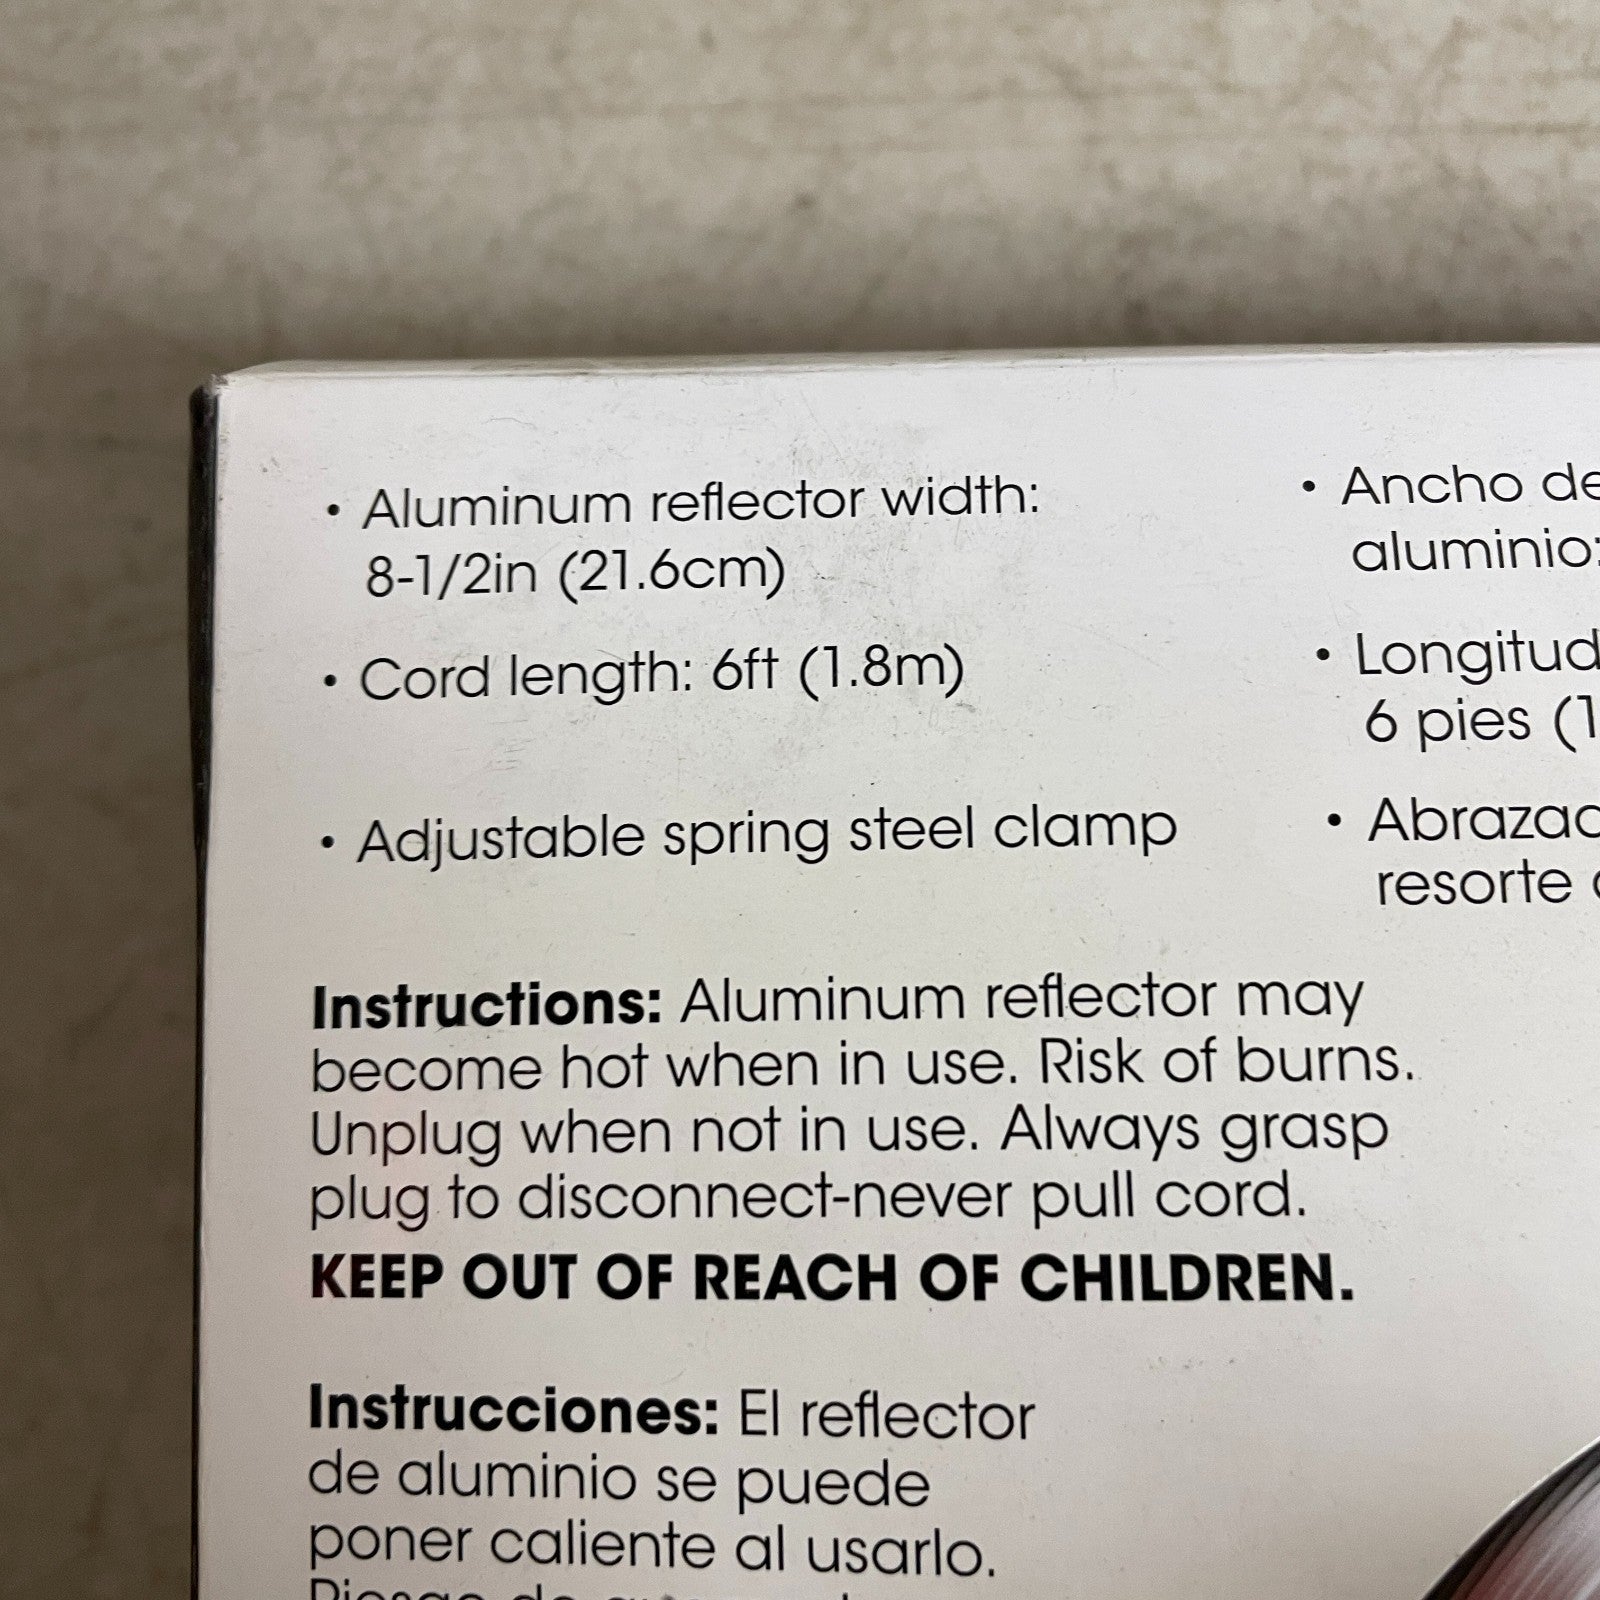 • Aluminum reflector width:
8-1/2in (21.6cm)
• Cord length: 6ft (1.8m)
• Adjustable spring steel clamp
• Ancho de
aluminio:
• Longitud
6 pies (1
• Abrazad
resorte
Instructions: Aluminum reflector may
become hot when in use. Risk of burns.
Unplug when not in use. Always grasp
plug to disconnect-never pull cord.
KEEP OUT OF REACH OF CHILDREN.
Instrucciones: El reflector
de aluminio se puede
poner caliente al usarlo.